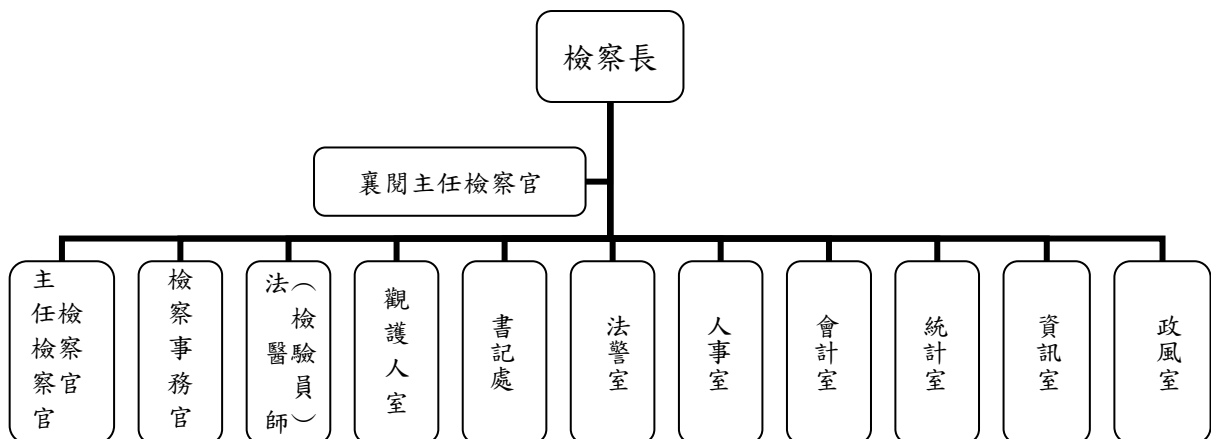 檢察長
襄閱主任檢察官
主任檢察官
檢察官
檢察事務官
法醫師
（檢驗員）
觀護人室
書記處
法警室
人事室
會計室
統計室
資訊室
政風室